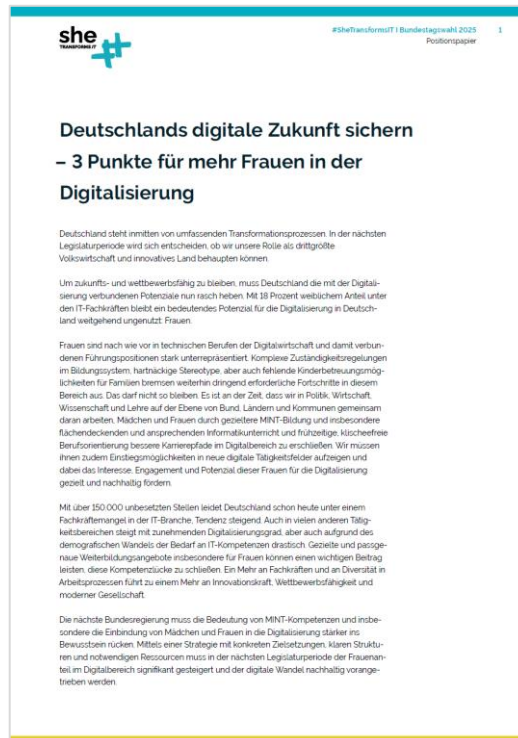 she
TRANSFORMS IT
#SheTransformsIT I Bundestagswahl 2025 1
Positionspapier
Deutschlands digitale Zukunft sichern
– 3 Punkte für mehr Frauen in der
Digitalisierung
Deutschland steht inmitten von umfassenden Transformationsprozessen. In der nächsten
Legislaturperiode wird sich entscheiden, ob wir unsere Rolle als drittgrößte
Volkswirtschaft und innovatives Land behaupten können.
Um zukunfts- und wettbewerbsfähig zu bleiben, muss Deutschland die mit der Digitali-
sierung verbundenen Potenziale nun rasch heben. Mit 18 Prozent weiblichem Anteil unter
den IT-Fachkräften bleibt ein bedeutendes Potenzial für die Digitalisierung in Deutsch-
land weitgehend ungenutzt: Frauen.
Frauen sind nach wie vor in technischen Berufen der Digitalwirtschaft und damit verbun-
denen Führungspositionen stark unterrepräsentiert. Komplexe Zuständigkeitsregelungen
im Bildungssystem, hartnäckige Stereotype, aber auch fehlende Kinderbetreuungsmög-
lichkeiten für Familien bremsen weiterhin dringend erforderliche Fortschritte in diesem
Bereich aus. Das darf nicht so bleiben. Es ist an der Zeit, dass wir in Politik, Wirtschaft,
Wissenschaft und Lehre auf der Ebene von Bund, Ländern und Kommunen gemeinsam
daran arbeiten, Mädchen und Frauen durch gezieltere MINT-Bildung und insbesondere
flächendeckenden und ansprechenden Informatikunterricht und frühzeitige, klischeefreie
Berufsorientierung bessere Karrierepfade im Digitalbereich zu erschließen. Wir müssen
ihnen zudem Einstiegsmöglichkeiten in neue digitale Tätigkeitsfelder aufzeigen und
dabei das Interesse, Engagement und Potenzial dieser Frauen für die Digitalisierung
gezielt und nachhaltig fördern.
Mit über 150.000 unbesetzten Stellen leidet Deutschland schon heute unter einem
Fachkräftemangel in der IT-Branche, Tendenz steigend. Auch in vielen anderen Tätig-
keitsbereichen steigt mit zunehmenden Digitalisierungsgrad, aber auch aufgrund des
demografischen Wandels der Bedarf an IT-Kompetenzen drastisch. Gezielte und passge-
naue Weiterbildungsangebote insbesondere für Frauen können einen wichtigen Beitrag
leisten, diese Kompetenzlücke zu schließen. Ein Mehr an Fachkräften und an Diversität in
Arbeitsprozessen führt zu einem Mehr an Innovationskraft, Wettbewerbsfähigkeit und
moderner Gesellschaft.
Die nächste Bundesregierung muss die Bedeutung von MINT-Kompetenzen und insbe-
sondere die Einbindung von Mädchen und Frauen in die Digitalisierung stärker ins
Bewusstsein rücken. Mittels einer Strategie mit konkreten Zielsetzungen, klaren Struktu-
ren und notwendigen Ressourcen muss in der nächsten Legislaturperiode der Frauenan-
teil im Digitalbereich signifikant gesteigert und der digitale Wandel nachhaltig vorange-
trieben werden.